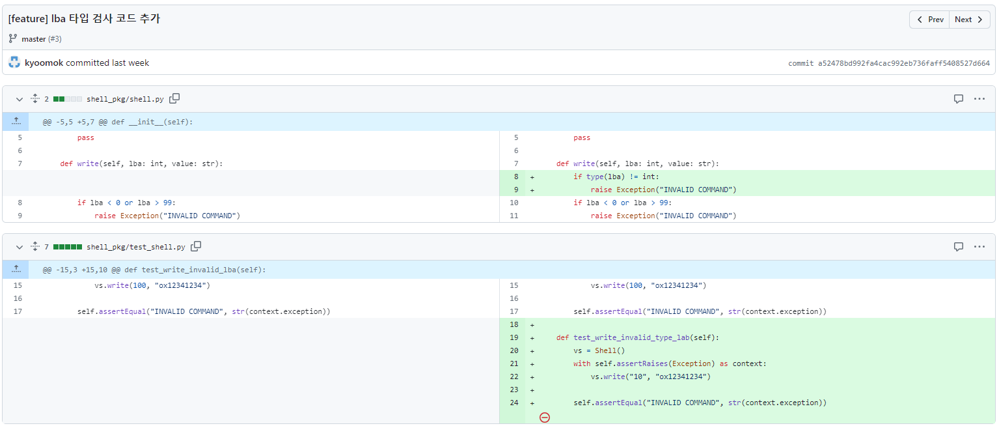 [feature] lba 타입 검사 코드 추가
Prev Next
master (#3)
kyoomok committed last week
commit a52478bd992fa4cac992eb736faff5408527d664
2 shell_pkg/shell.py
@@ -5,5 +5,7 @@ def __init__(self):
5 pass
6
7 def write(self, lba: int, value: str):
8 if lba < 0 or lba > 99:
9 raise Exception("INVALID COMMAND")
5 pass
6
7 def write(self, lba: int, value: str):
8 + if type(lba) != int:
9 + raise Exception("INVALID COMMAND")
10 if lba < 0 or lba > 99:
11 raise Exception("INVALID COMMAND")
7 shell_pkg/test_shell.py
@@ -15,3 +15,10 @@ def test_write_invalid_lba(self):
15 vs.write(100, "ox12341234")
16
17 self.assertEqual("INVALID COMMAND", str(context.exception))
15 vs.write(100, "ox12341234")
16
17 self.assertEqual("INVALID COMMAND", str(context.exception))
18 +
19 + def test_write_invalid_type_lab(self):
20 + vs = Shell()
21 + with self.assertRaises(Exception) as context:
22 + vs.write("10", "ox12341234")
23 +
24 + self.assertEqual("INVALID COMMAND", str(context.exception))